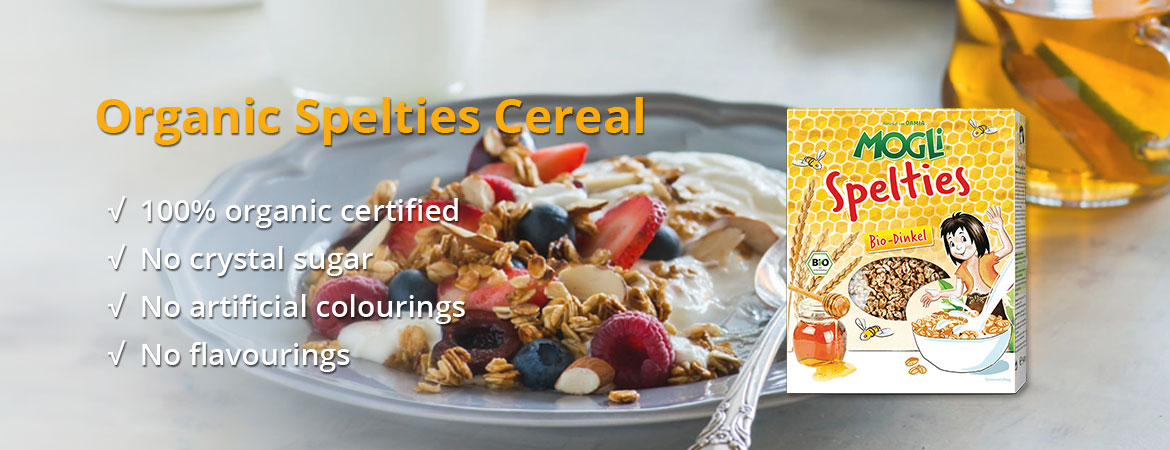 Organic Spelties Cereal
√ 100% organic certified
√ No crystal sugar
√ No artificial colourings
√ No flavourings
MOGLi
Spelties
Bio-Dinkel
BIO